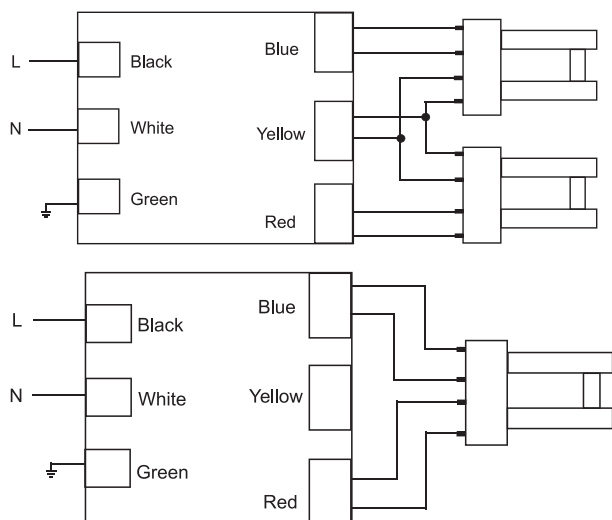 L
Black
Blue
N
White
Yellow
Green
Red
L
Black
Blue
N
White
Yellow
Green
Red